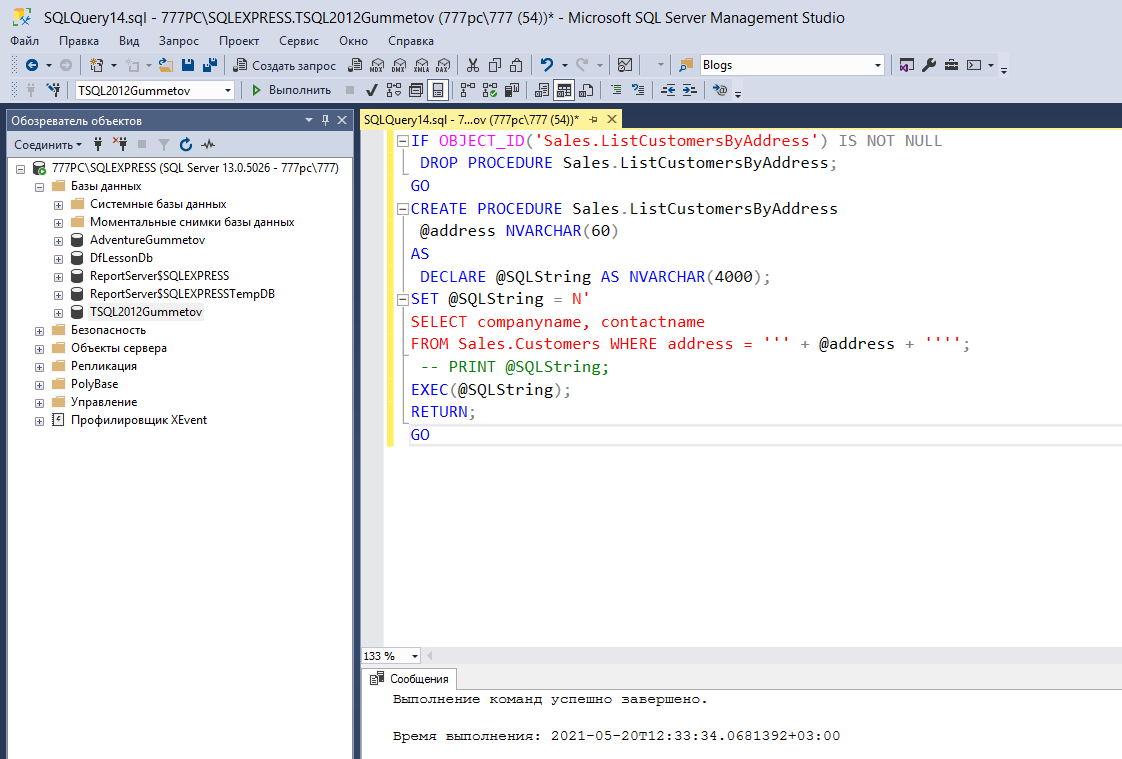 SQLQuery14.sql - 777PC\SQLEXPRESS.TSQL2012Gummetov (777pc\777 (54))* - Microsoft SQL Server Management Studio
Файл Правка Вид Запрос Проект Сервис Окно Справка
Создать запрос MDX DMX XMLA DAX Blogs
TSQL2012Gummetov Выполнить
Обозреватель объектов
Соединить
777PC\SQLEXPRESS (SQL Server 13.0.5026 - 777pc\777)
Базы данных
Системные базы данных
Моментальные снимки базы данных
AdventureGummetov
DfLessonDb
ReportServer$SQLEXPRESS
ReportServer$SQLEXPRESSTempDB
TSQL2012Gummetov
Безопасность
Объекты сервера
Репликация
PolyBase
Управление
Профилировщик XEvent
SQLQuery14.sql - 7...ov (777pc\777 (54))*
IF OBJECT_ID('Sales.ListCustomersByAddress') IS NOT NULL
DROP PROCEDURE Sales.ListCustomersByAddress;
GO
CREATE PROCEDURE Sales.ListCustomersByAddress
@address NVARCHAR(60)
AS
DECLARE @SQLString AS NVARCHAR(4000);
SET @SQLString = N'
SELECT companyname, contactname
FROM Sales.Customers WHERE address = ''' + @address + '''';
-- PRINT @SQLString;
EXEC(@SQLString);
RETURN;
GO
133 %
Сообщения
Выполнение команд успешно завершено.
Время выполнения: 2021-05-20T12:33:34.0681392+03:00